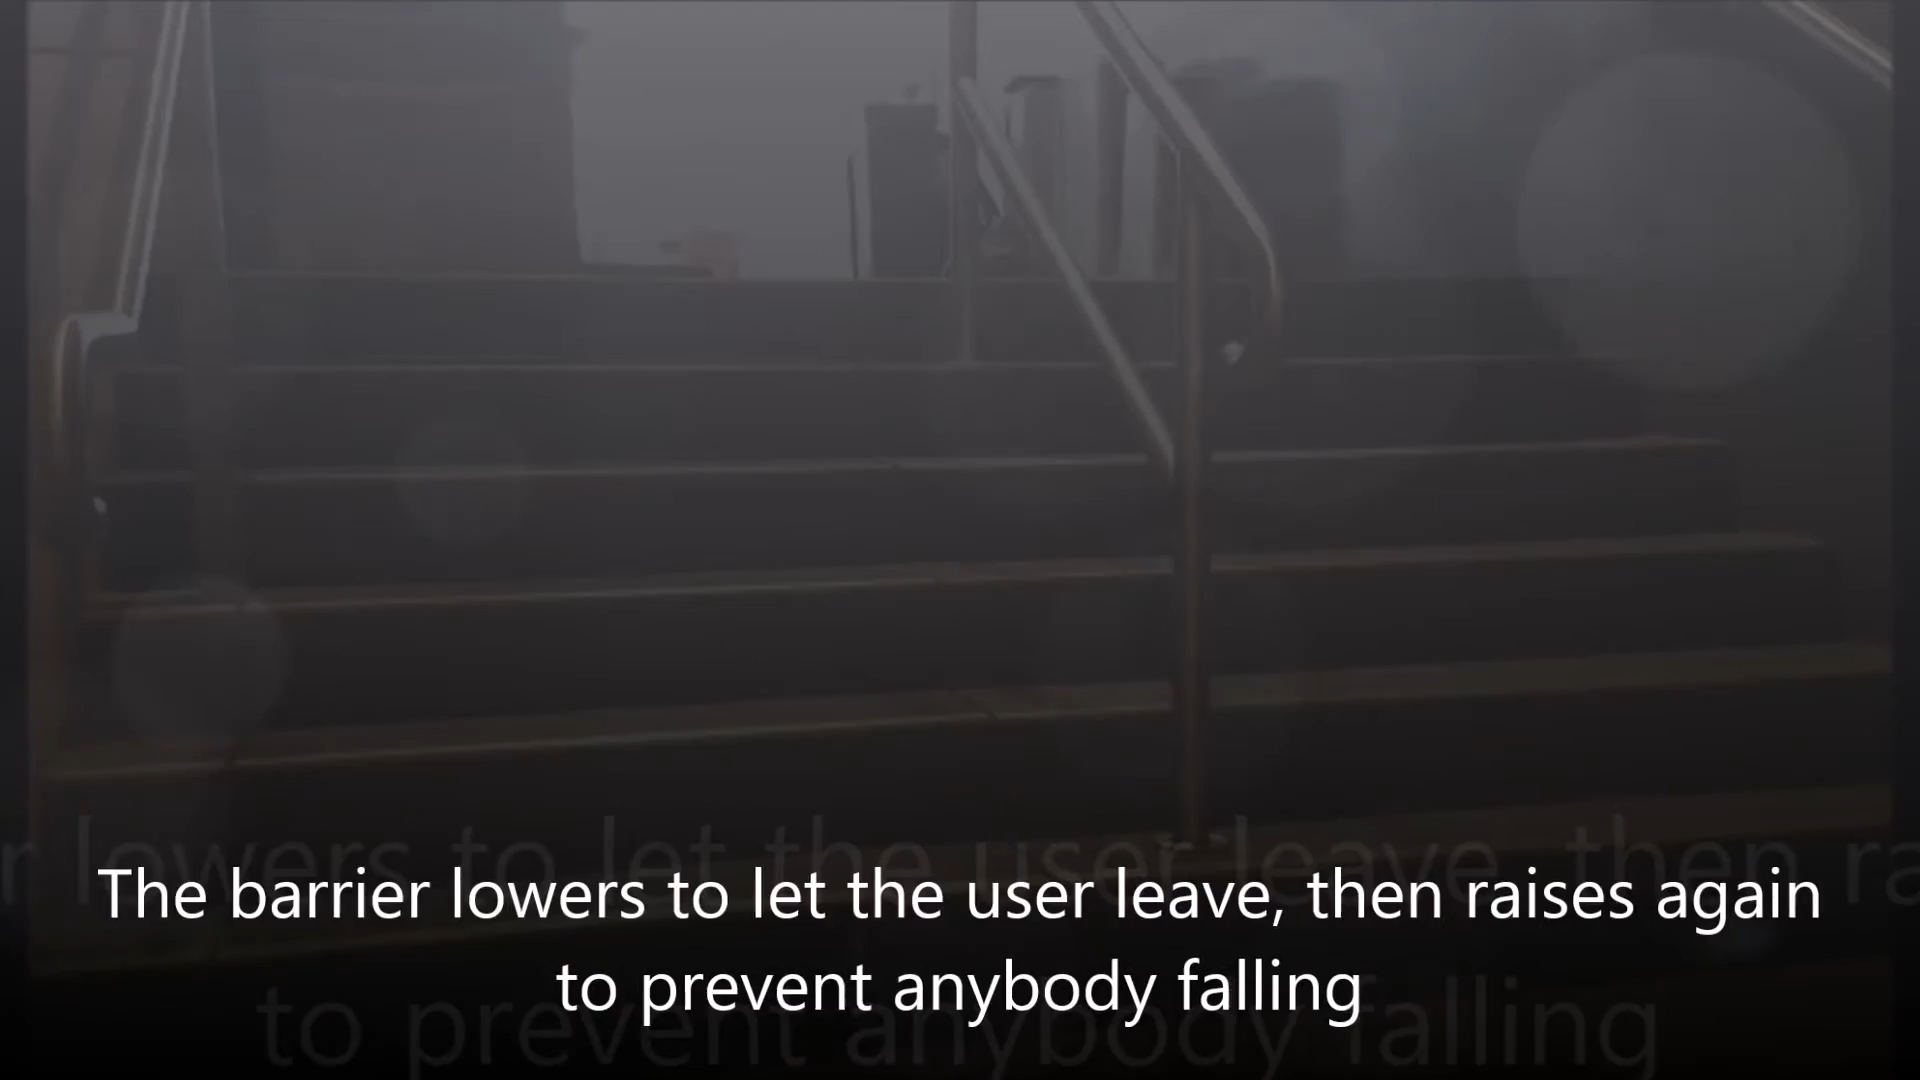 The barrier lowers to let the user leave, then raises again
to prevent anybody falling